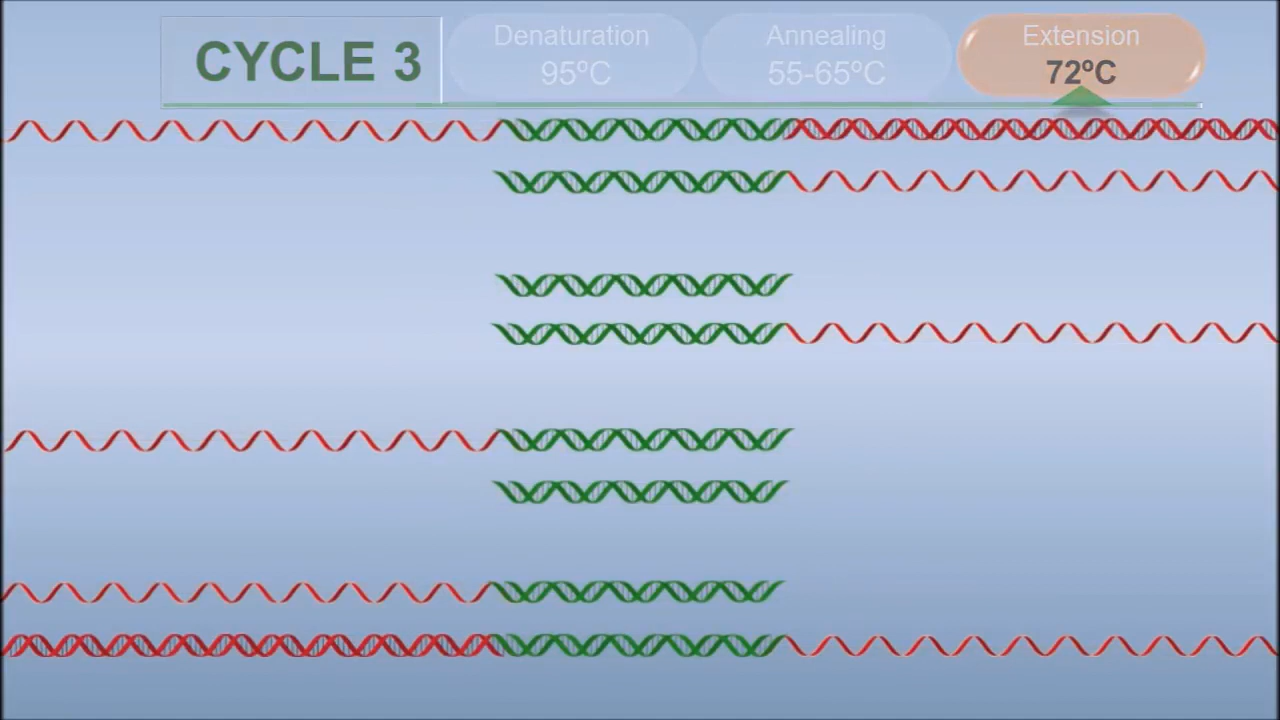 CYCLE 3
Denaturation
95ºC
Annealing
55-65ºC
Extension
72ºC